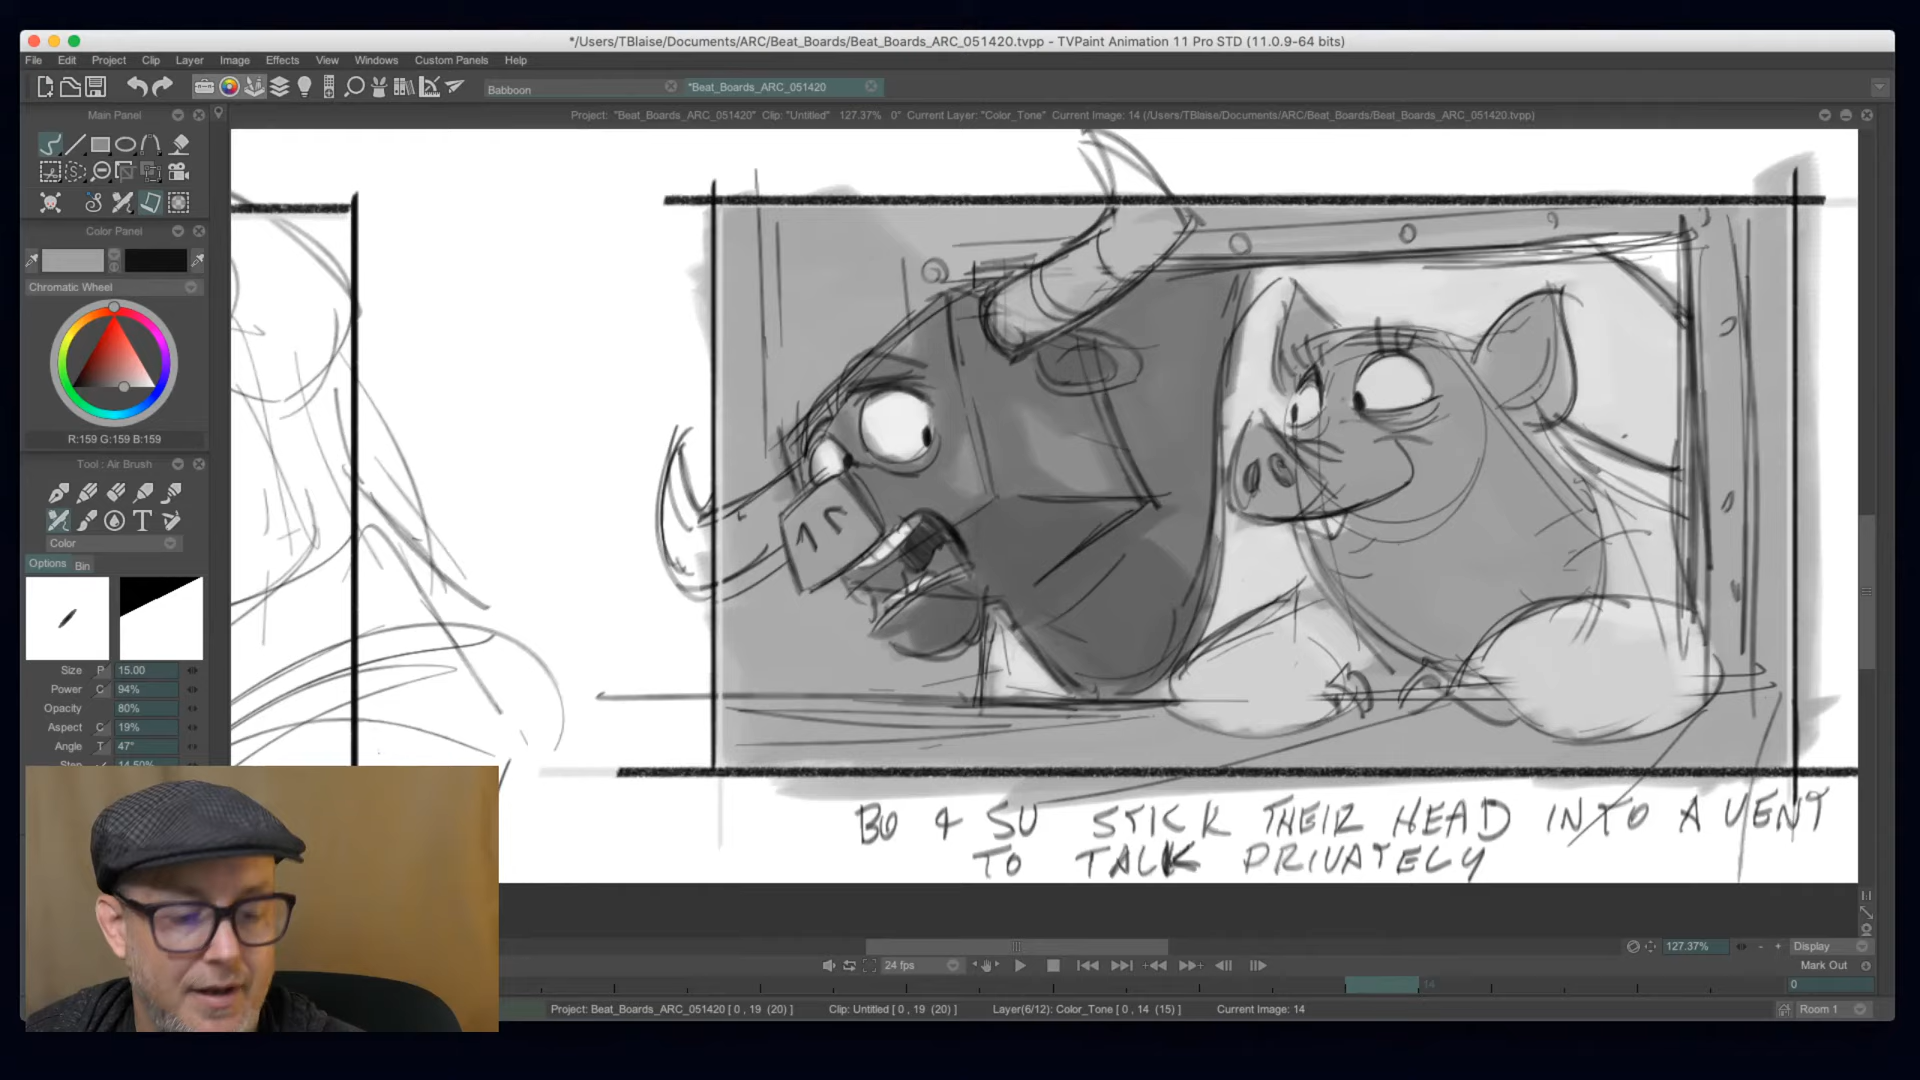 */Users/TBlaise/Documents/ARC/Beat_Boards/Beat_Boards_ARC_051420.tvpp - TVPaint Animation 11 Pro STD (11.0.9-64 bits)
File Edit Project Clip Layer Image Effects View Windows Custom Panels Help
Babboon *Beat_Boards_ARC_051420
Main Panel
Project: "Beat_Boards_ARC_051420" Clip: "Untitled" 127.37% 0° Current Layer: "Color_Tone" Current Image: 14 (/Users/TBlaise/Documents/ARC/Beat_Boards/Beat_Boards_ARC_051420.tvpp)
Color Panel
Chromatic Wheel
R:159 G:159 B:159
Tool : Air Brush
Color
Options Bin
Size P 15.00
Power C 94%
Opacity 80%
Aspect C 19%
Angle T 47°
BO & SU STICK THEIR HEAD INTO A VENT
TO TALK PRIVATELY
127.37% - + Display
24 fps
Mark Out
14
0
Project: Beat_Boards_ARC_051420 [ 0 , 19 (20) ] Clip: Untitled [ 0 , 19 (20) ] Layer(6/12): Color_Tone [ 0 , 14 (15) ] Current Image: 14 Room 1